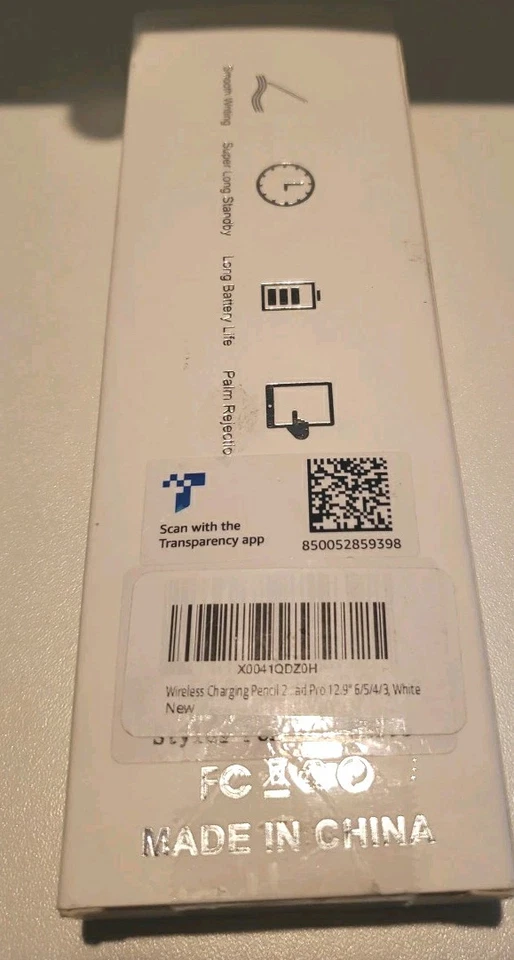 Smooth Writing
Super Long Standby
Long Battery Life
Palm Rejectio
Scan with the
Transparency app
850052859398
X0041QDZ0H
Wireless Charging Pencil 2...ad Pro 12.9" 6/5/4/3, White
New
FC
MADE IN CHINA